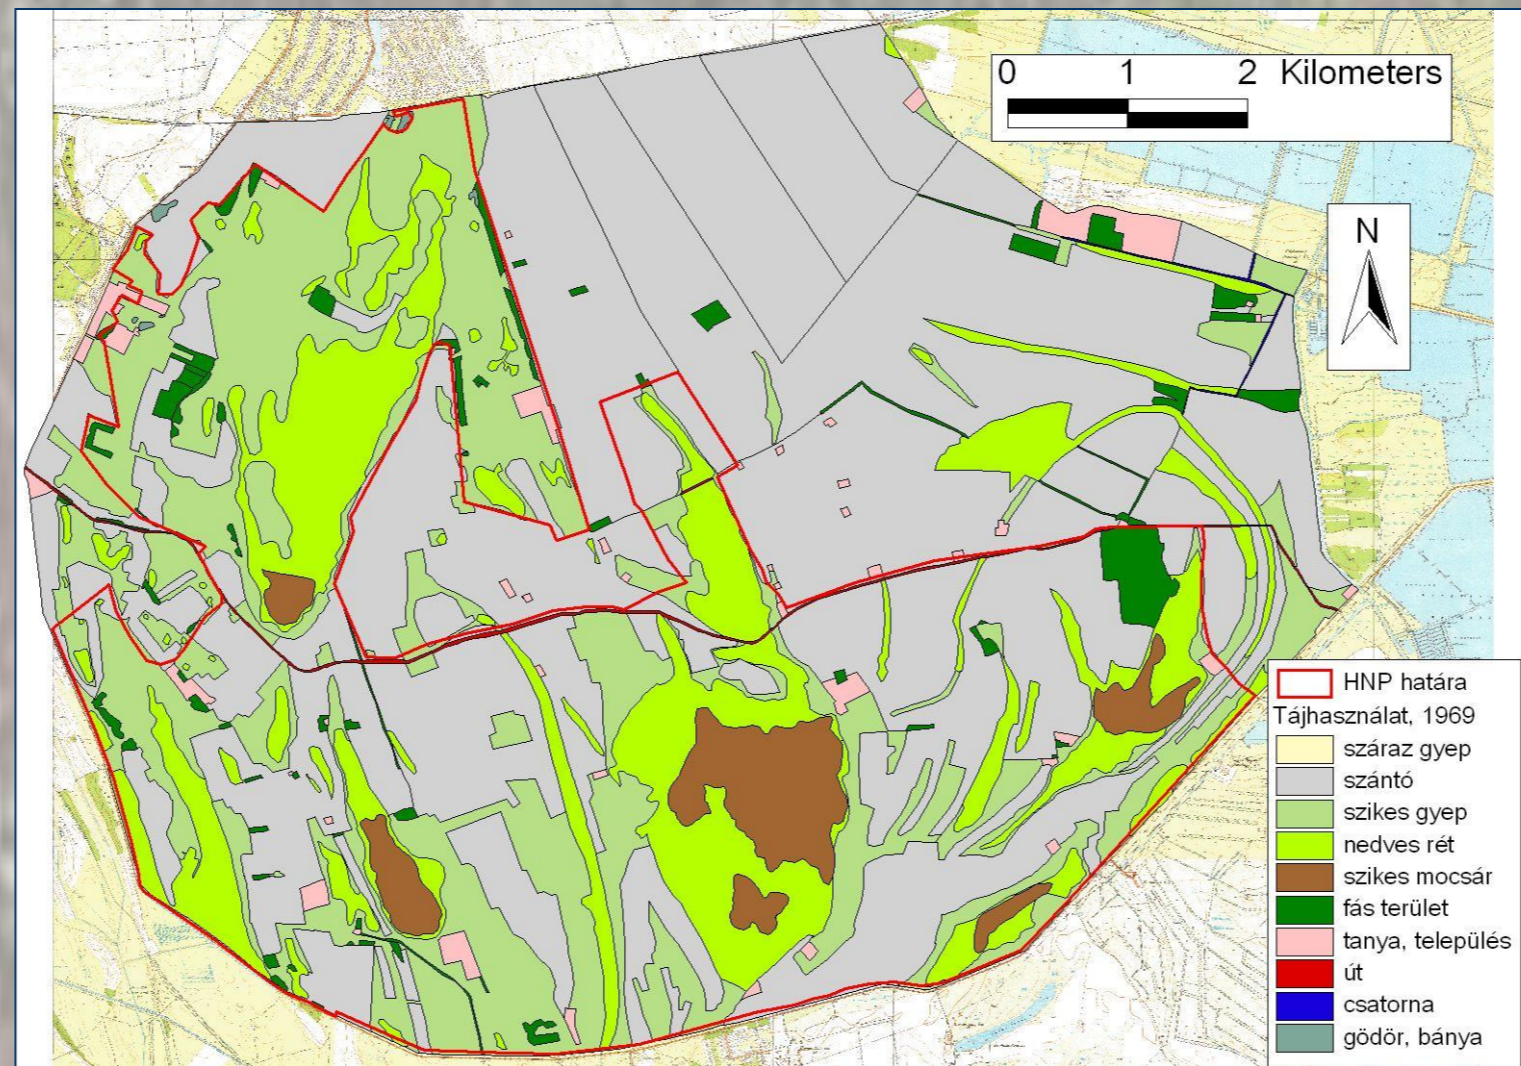 0 1 2 Kilometers
N
HNP határa
Tájhasználat, 1969
száraz gyep
szántó
szikes gyep
nedves rét
szikes mocsár
fás terület
tanya, település
út
csatorna
gödör, bánya